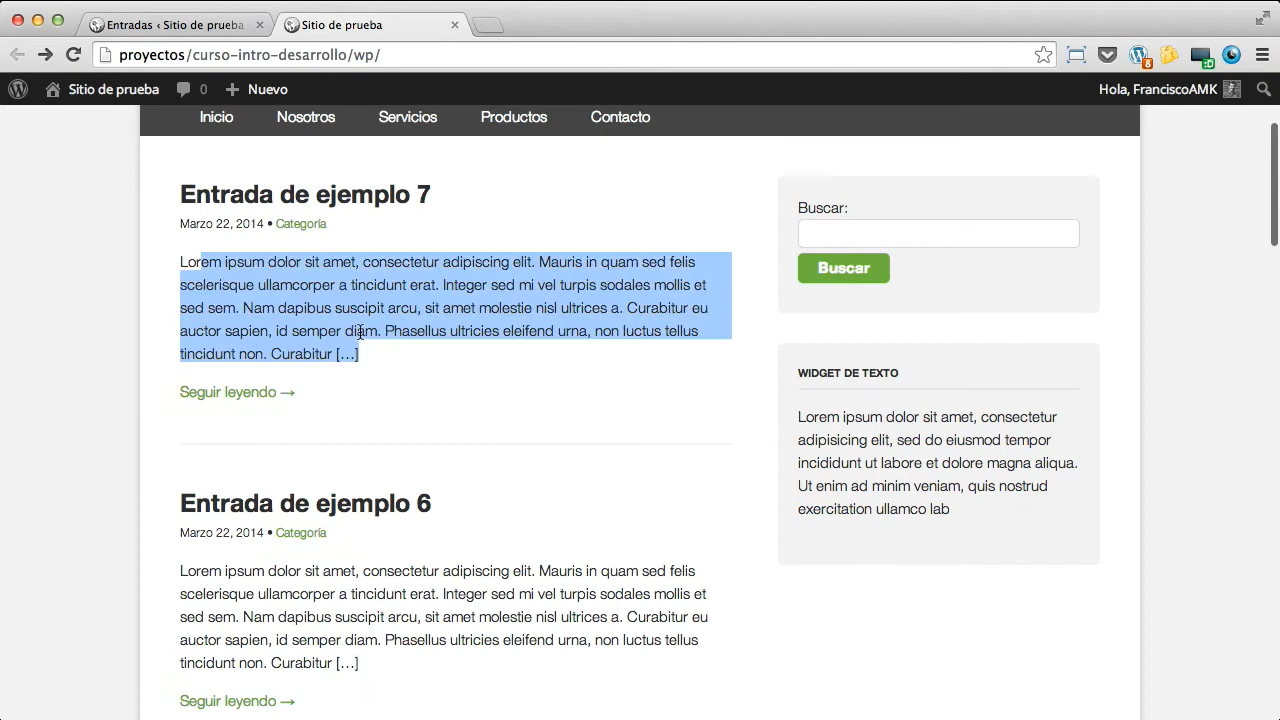 Entradas ‹ Sitio de prueba
Sitio de prueba
proyectos/curso-intro-desarrollo/wp/
8
:D
Sitio de prueba
0
Nuevo
Hola, FranciscoAMK
Inicio
Nosotros
Servicios
Productos
Contacto
Entrada de ejemplo 7
Marzo 22, 2014 • Categoría
Lorem ipsum dolor sit amet, consectetur adipiscing elit. Mauris in quam sed felis
scelerisque ullamcorper a tincidunt erat. Integer sed mi vel turpis sodales mollis et
sed sem. Nam dapibus suscipit arcu, sit amet molestie nisl ultrices a. Curabitur eu
auctor sapien, id semper diam. Phasellus ultricies eleifend urna, non luctus tellus
tincidunt non. Curabitur […]
Seguir leyendo →
Entrada de ejemplo 6
Marzo 22, 2014 • Categoría
Lorem ipsum dolor sit amet, consectetur adipiscing elit. Mauris in quam sed felis
scelerisque ullamcorper a tincidunt erat. Integer sed mi vel turpis sodales mollis et
sed sem. Nam dapibus suscipit arcu, sit amet molestie nisl ultrices a. Curabitur eu
auctor sapien, id semper diam. Phasellus ultricies eleifend urna, non luctus tellus
tincidunt non. Curabitur […]
Seguir leyendo →
Buscar:
Buscar
WIDGET DE TEXTO
Lorem ipsum dolor sit amet, consectetur
adipisicing elit, sed do eiusmod tempor
incididunt ut labore et dolore magna aliqua.
Ut enim ad minim veniam, quis nostrud
exercitation ullamco lab